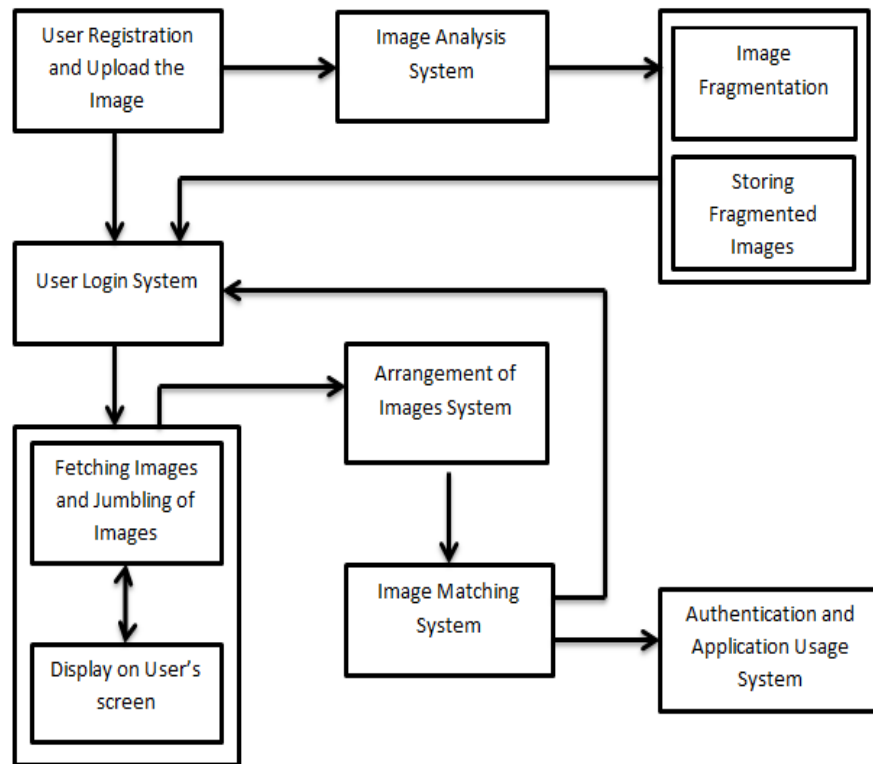 User Registration
and Upload the
Image
Image Analysis
System
Image
Fragmentation
Storing
Fragmented
Images
User Login System
Arrangement of
Images System
Fetching Images
and Jumbling of
Images
Display on User’s
screen
Image Matching
System
Authentication and
Application Usage
System